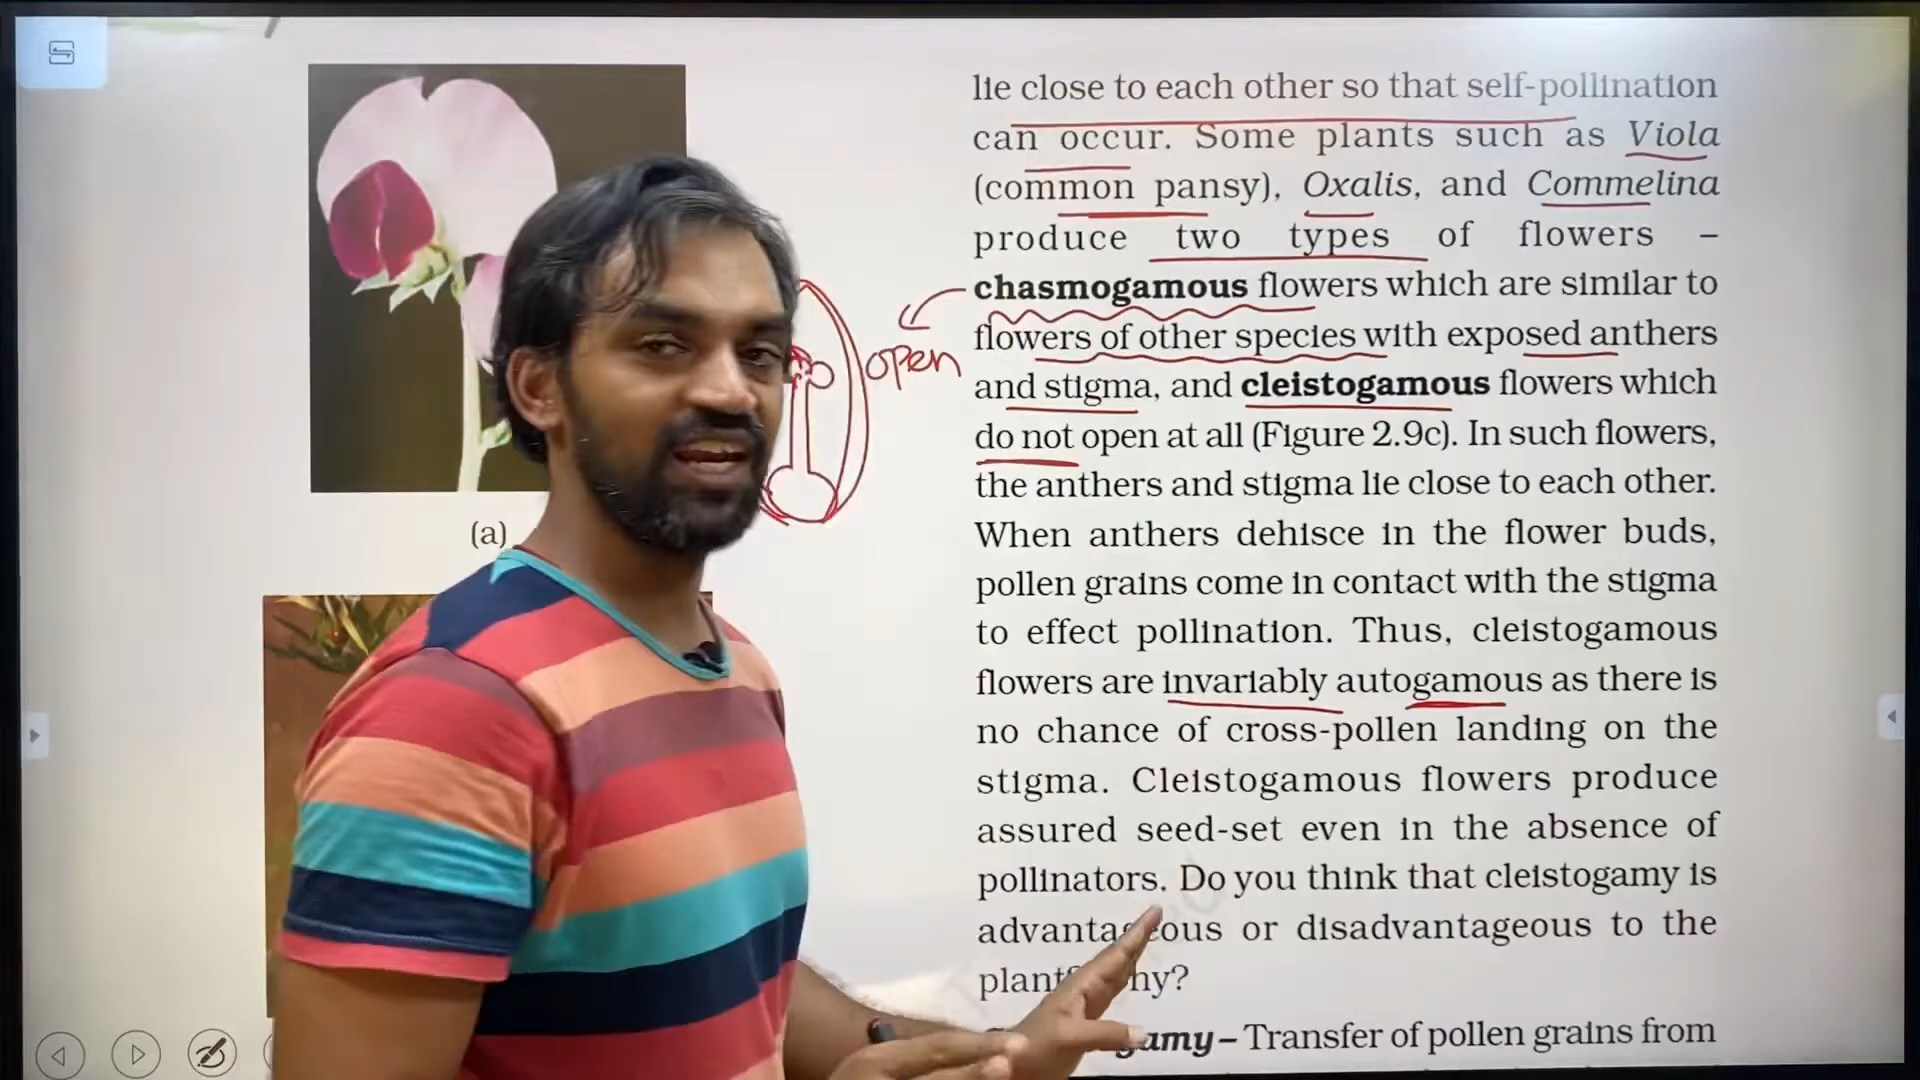 lie close to each other so that self-pollination
can occur. Some plants such as Viola
(common pansy), Oxalis, and Commelina
produce two types of flowers –
chasmogamous flowers which are similar to
flowers of other species with exposed anthers
open
and stigma, and cleistogamous flowers which
do not open at all (Figure 2.9c). In such flowers,
the anthers and stigma lie close to each other.
(a)
When anthers dehisce in the flower buds,
pollen grains come in contact with the stigma
to effect pollination. Thus, cleistogamous
flowers are invariably autogamous as there is
no chance of cross-pollen landing on the
stigma. Cleistogamous flowers produce
assured seed-set even in the absence of
pollinators. Do you think that cleistogamy is
advantageous or disadvantageous to the
gamy – Transfer of pollen grains from